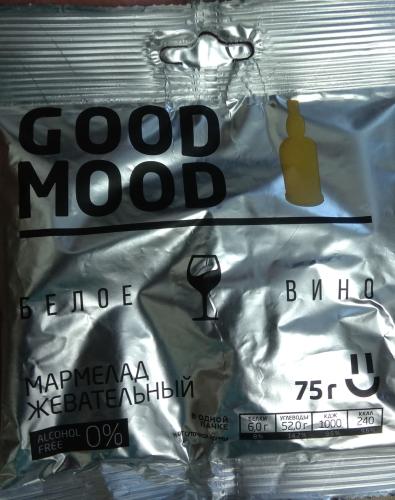 GOOD
MOOD
БЕЛОЕ ВИНО
МАРМЕЛАД
ЖЕВАТЕЛЬНЫЙ
75 г
ALCOHOL
FREE 0%
В ОДНОЙ
ПАЧКЕ
БЕЛКИ УГЛЕВОДЫ КДЖ ККАЛ
6,0 г 52,0 г 1000 240
8%